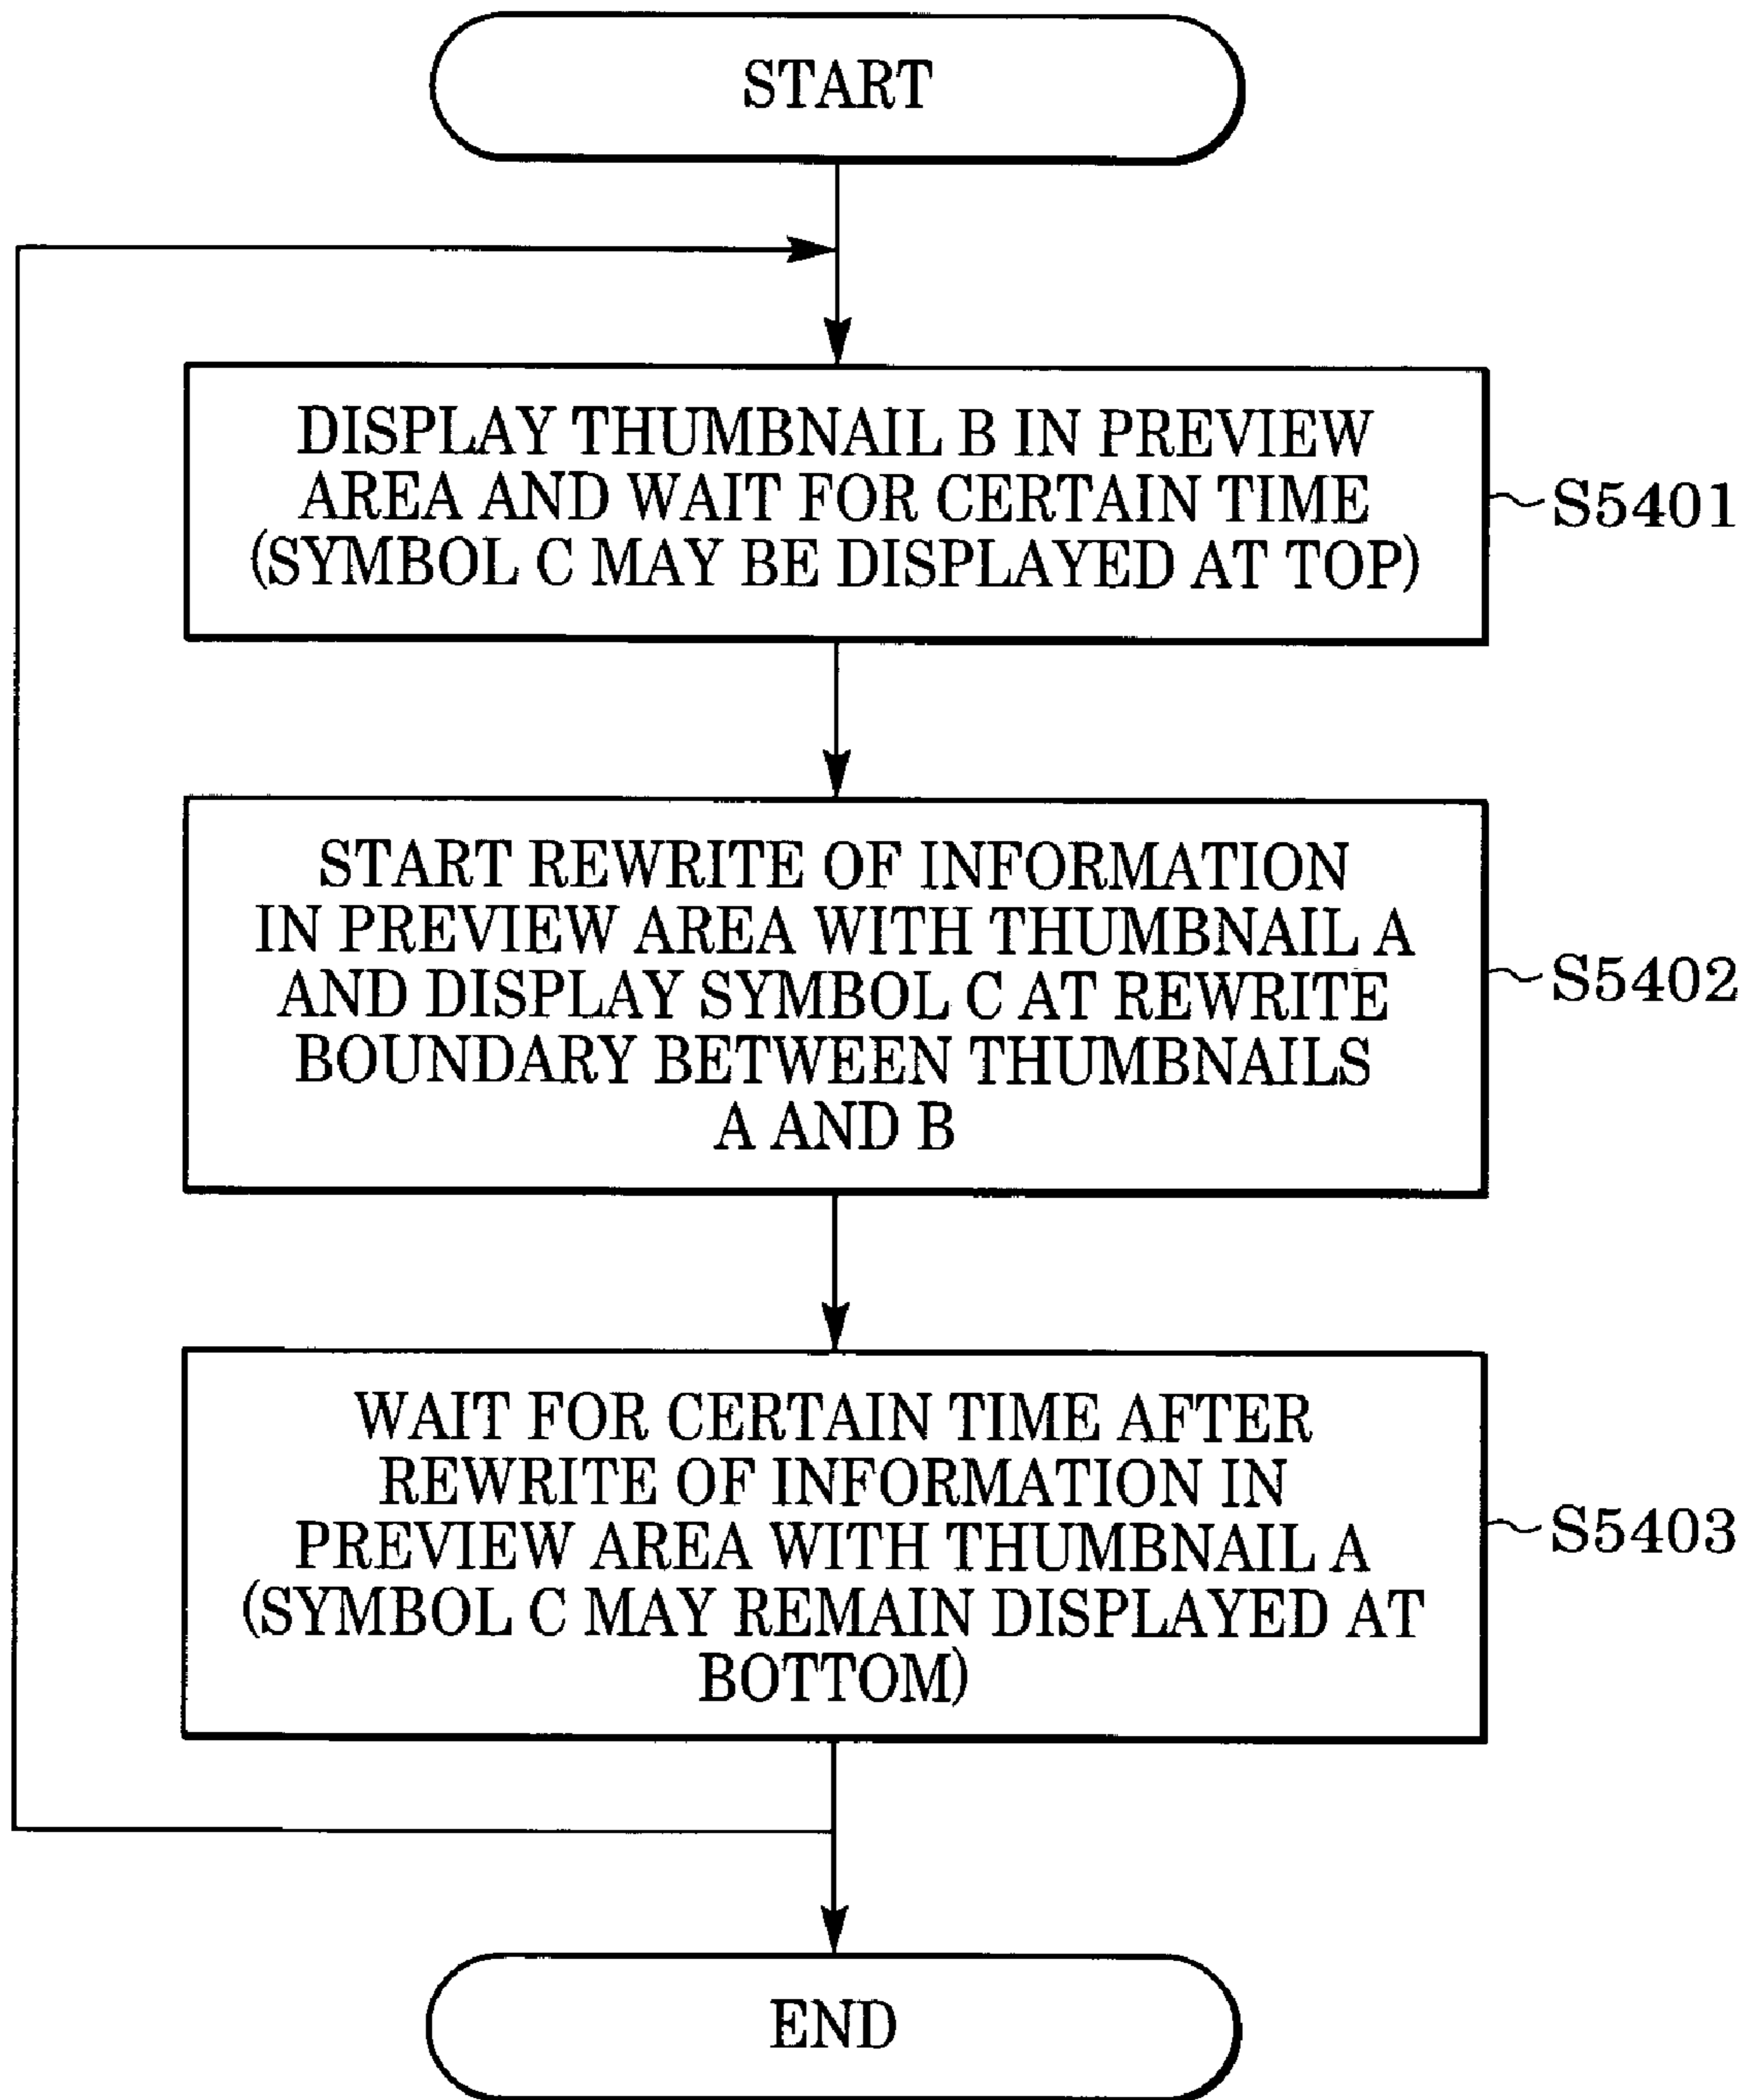 START
DISPLAY THUMBNAIL B IN PREVIEW
AREA AND WAIT FOR CERTAIN TIME
(SYMBOL C MAY BE DISPLAYED AT TOP)
S5401
START REWRITE OF INFORMATION
IN PREVIEW AREA WITH THUMBNAIL A
AND DISPLAY SYMBOL C AT REWRITE
BOUNDARY BETWEEN THUMBNAILS
A AND B
S5402
WAIT FOR CERTAIN TIME AFTER
REWRITE OF INFORMATION IN
PREVIEW AREA WITH THUMBNAIL A
(SYMBOL C MAY REMAIN DISPLAYED AT
BOTTOM)
S5403
END